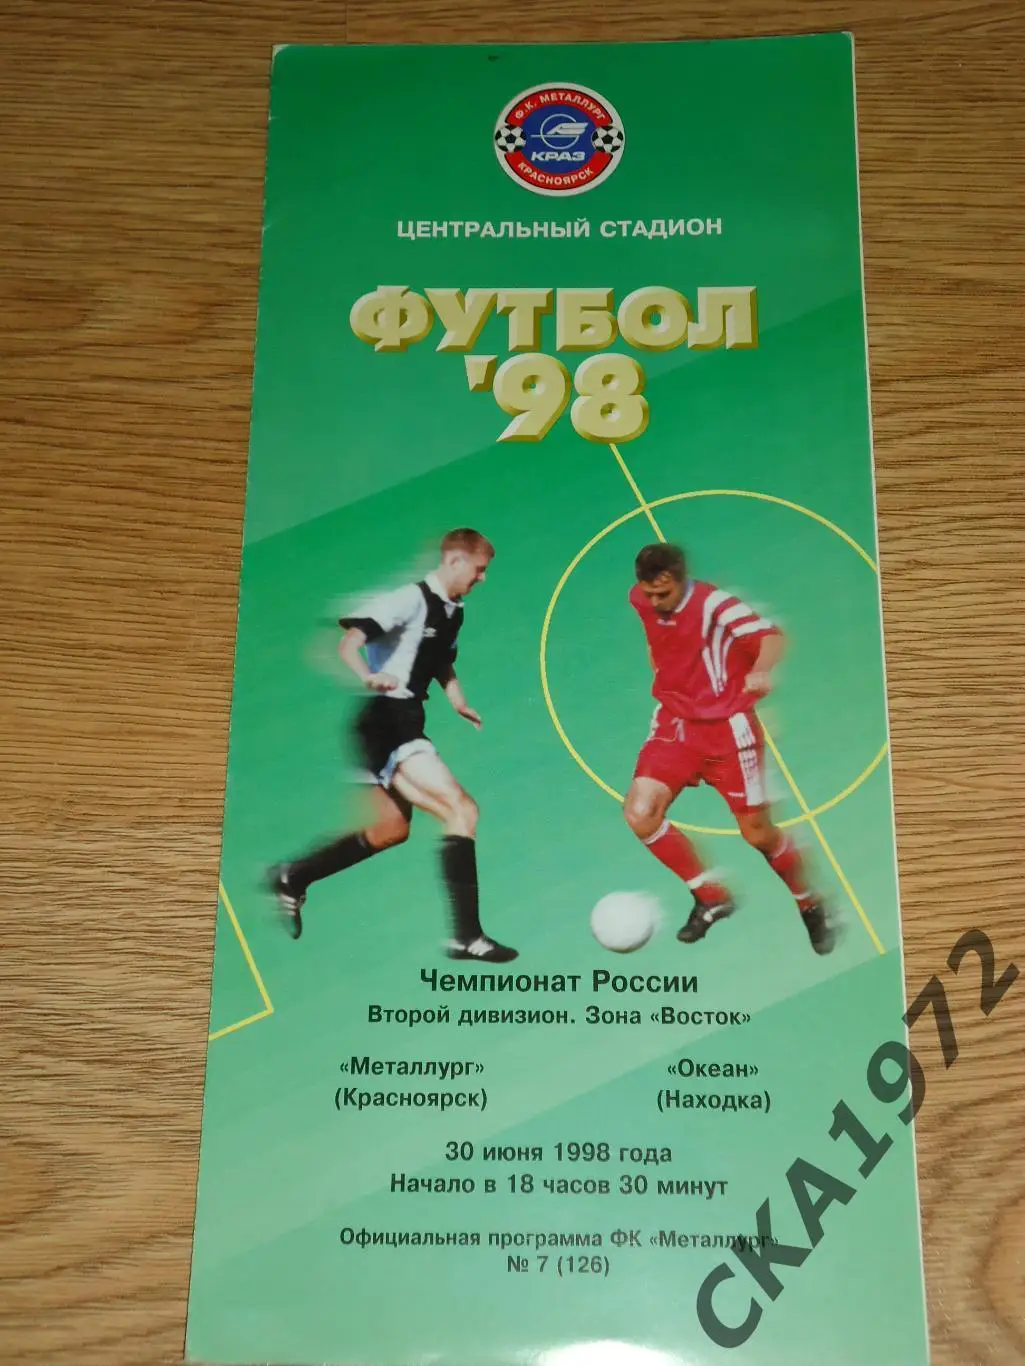 Ф.К. МЕТАЛЛУРГ
КРАЗ
КРАСНОЯРСК
ЦЕНТРАЛЬНЫЙ СТАДИОН
ФУТБОЛ
'98
Чемпионат России
Второй дивизион. Зона «Восток»
«Металлург» «Океан»
(Красноярск) (Находка)
30 июня 1998 года
Начало в 18 часов 30 минут
Официальная программа ФК «Металлург»
№ 7 (126)
СКА1972